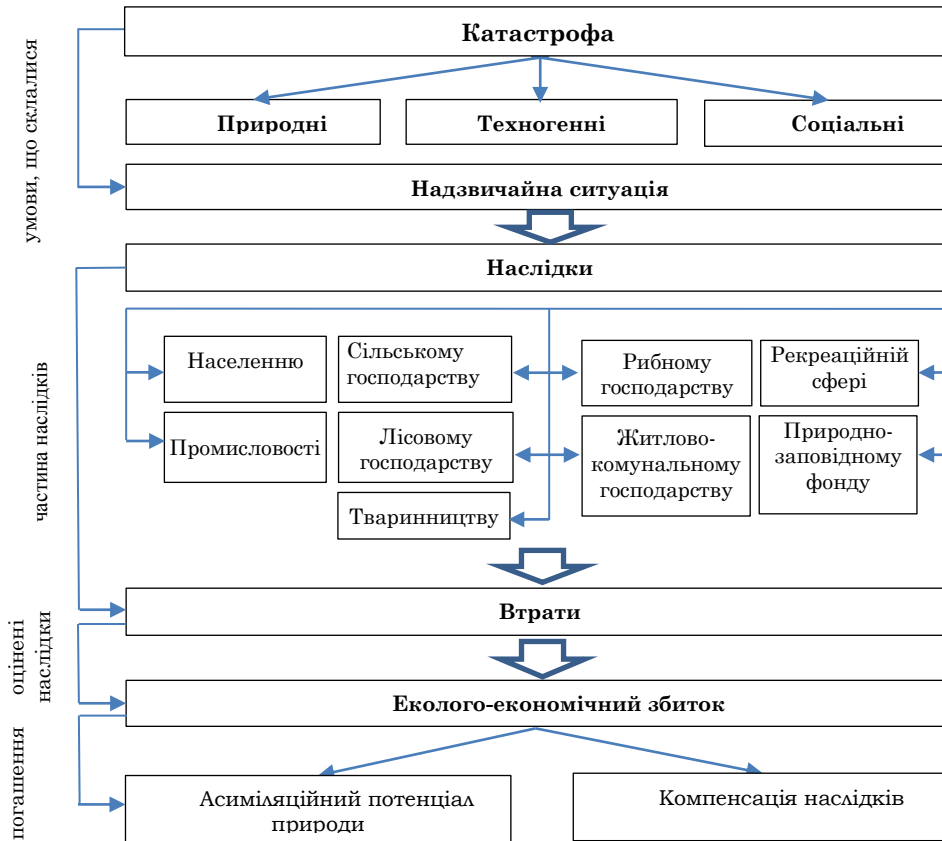 Катастрофа
Природні
Техногенні
Соціальні
Надзвичайна ситуація
умови, що склалися
Наслідки
Населенню
Сільському
господарству
Рибному
господарству
Рекреаційній
сфері
Промисловості
Лісовому
господарству
Житлово-
комунальному
господарству
Природно-
заповідному
фонду
Тваринництву
частина наслідків
Втрати
оцінені
наслідки
Еколого-економічний збиток
Асиміляційний потенціал
природи
Компенсація наслідків
погашення